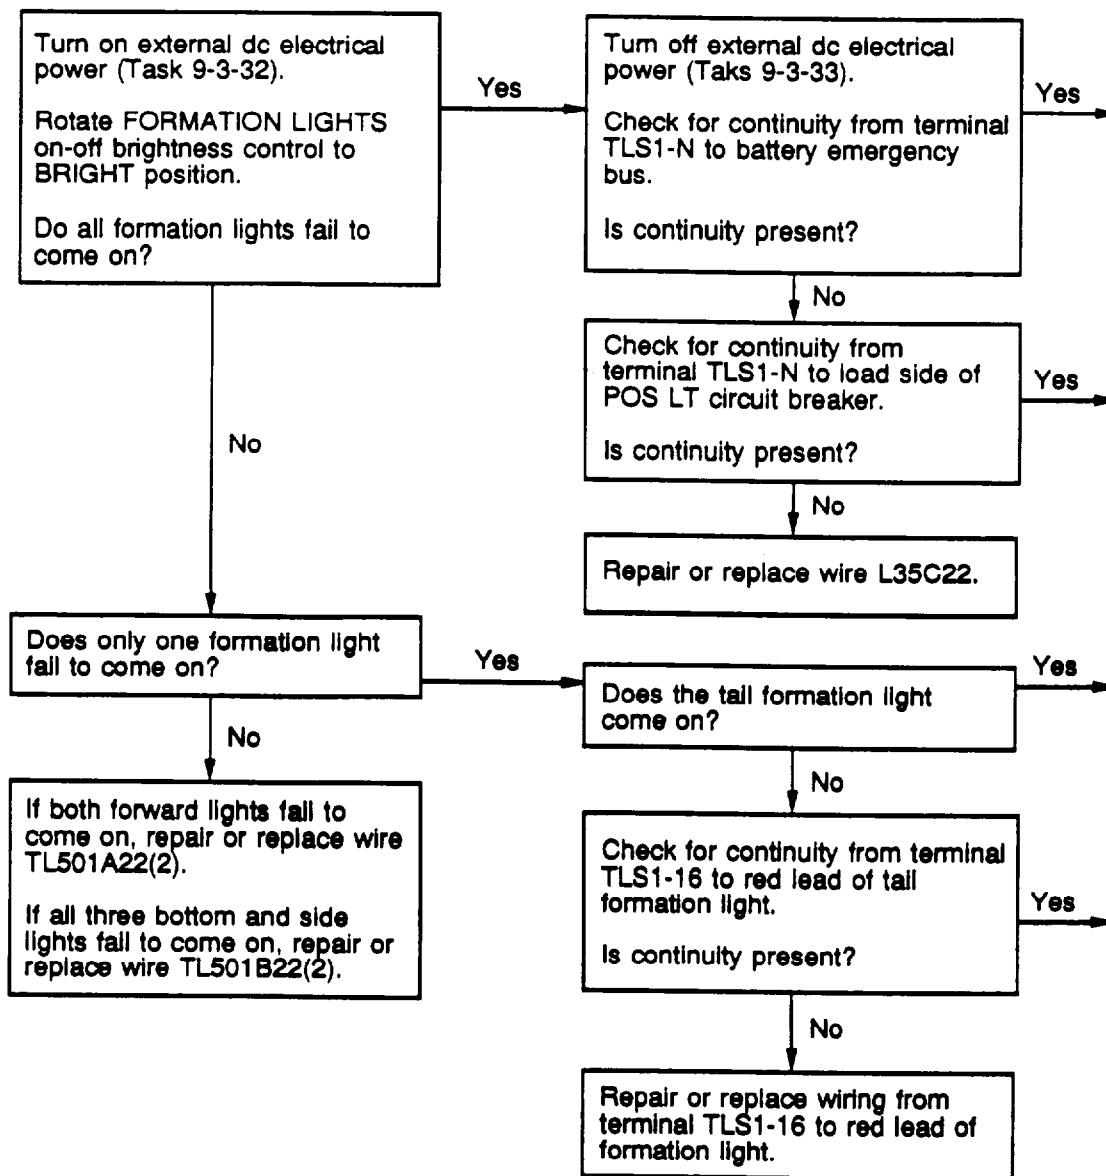 Turn on external dc electrical
power (Task 9-3-32).
Rotate FORMATION LIGHTS
on-off brightness control to
BRIGHT position.
Do all formation lights fail to
come on?
Yes
Turn off external dc electrical
power (Taks 9-3-33).
Check for continuity from terminal
TLS1-N to battery emergency
bus.
Is continuity present?
Yes
No
Check for continuity from
terminal TLS1-N to load side of
POS LT circuit breaker.
Is continuity present?
Yes
No
Repair or replace wire L35C22.
No
Does only one formation light
fail to come on?
Yes
Does the tail formation light
come on?
Yes
No
If both forward lights fail to
come on, repair or replace wire
TL501A22(2).
If all three bottom and side
lights fail to come on, repair or
replace wire TL501B22(2).
No
Check for continuity from terminal
TLS1-16 to red lead of tail
formation light.
Is continuity present?
Yes
No
Repair or replace wiring from
terminal TLS1-16 to red lead of
formation light.